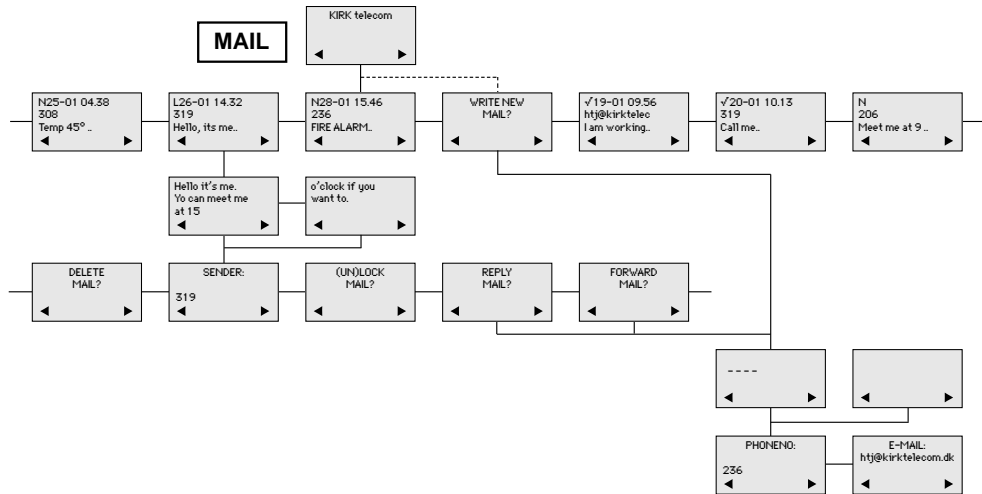 KIRK telecom
MAIL
N25-01 04.38
308
Temp 45° ..
L26-01 14.32
319
Hello, its me..
N28-01 15.46
236
FIRE ALARM..
WRITE NEW
MAIL?
√19-01 09.56
htj@kirktelec
I am working..
√20-01 10.13
319
Call me..
N
206
Meet me at 9 ..
Hello it's me.
Yo can meet me
at 15
o'clock if you
want to.
DELETE
MAIL?
SENDER:
319
(UN)LOCK
MAIL?
REPLY
MAIL?
FORWARD
MAIL?
----
PHONENO:
236
E-MAIL:
htj@kirktelecom.dk